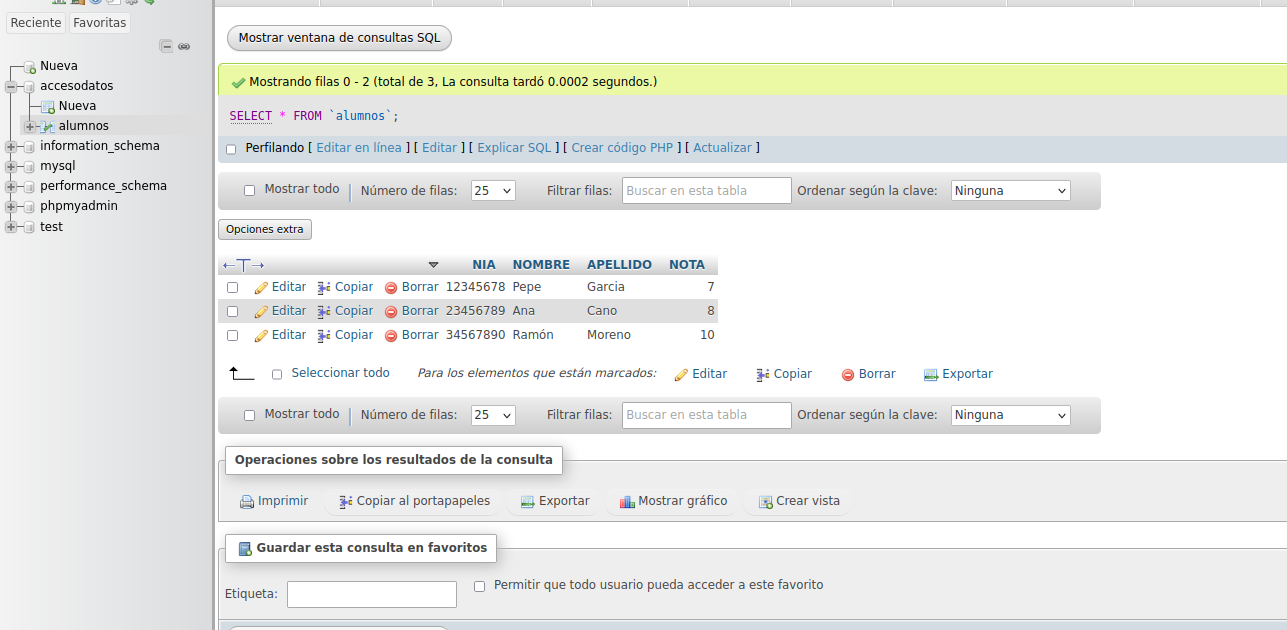 Reciente Favoritas
Nueva
accesodatos
Nueva
alumnos
information_schema
mysql
performance_schema
phpmyadmin
test
Mostrar ventana de consultas SQL
Mostrando filas 0 - 2 (total de 3, La consulta tardó 0.0002 segundos.)
SELECT * FROM `alumnos`;
Perfilando [ Editar en línea ] [ Editar ] [ Explicar SQL ] [ Crear código PHP ] [ Actualizar ]
Mostrar todo Número de filas: 25 Filtrar filas: Buscar en esta tabla Ordenar según la clave: Ninguna
Opciones extra
NIA NOMBRE APELLIDO NOTA
Editar Copiar Borrar 12345678 Pepe Garcia 7
Editar Copiar Borrar 23456789 Ana Cano 8
Editar Copiar Borrar 34567890 Ramón Moreno 10
Seleccionar todo Para los elementos que están marcados: Editar Copiar Borrar Exportar
Mostrar todo Número de filas: 25 Filtrar filas: Buscar en esta tabla Ordenar según la clave: Ninguna
Operaciones sobre los resultados de la consulta
Imprimir Copiar al portapapeles Exportar Mostrar gráfico Crear vista
Guardar esta consulta en favoritos
Etiqueta: Permitir que todo usuario pueda acceder a este favorito